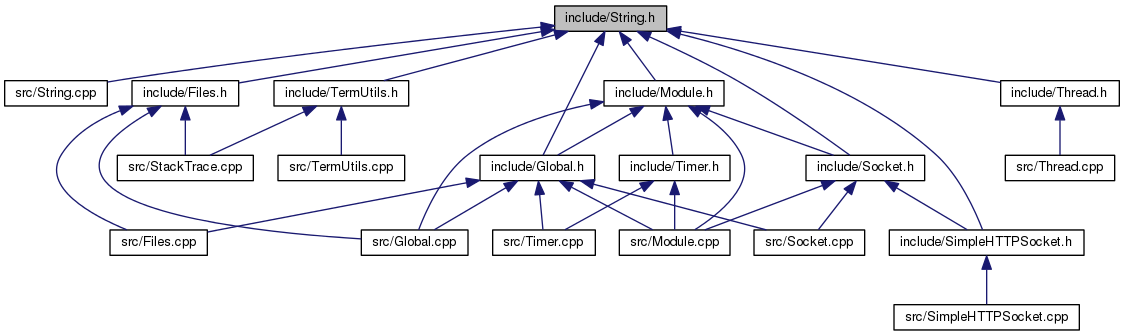 include/String.h
src/String.cpp
include/Files.h
include/TermUtils.h
include/Module.h
include/Thread.h
src/StackTrace.cpp
src/TermUtils.cpp
include/Global.h
include/Timer.h
include/Socket.h
src/Thread.cpp
src/Files.cpp
src/Global.cpp
src/Timer.cpp
src/Module.cpp
src/Socket.cpp
include/SimpleHTTPSocket.h
src/SimpleHTTPSocket.cpp